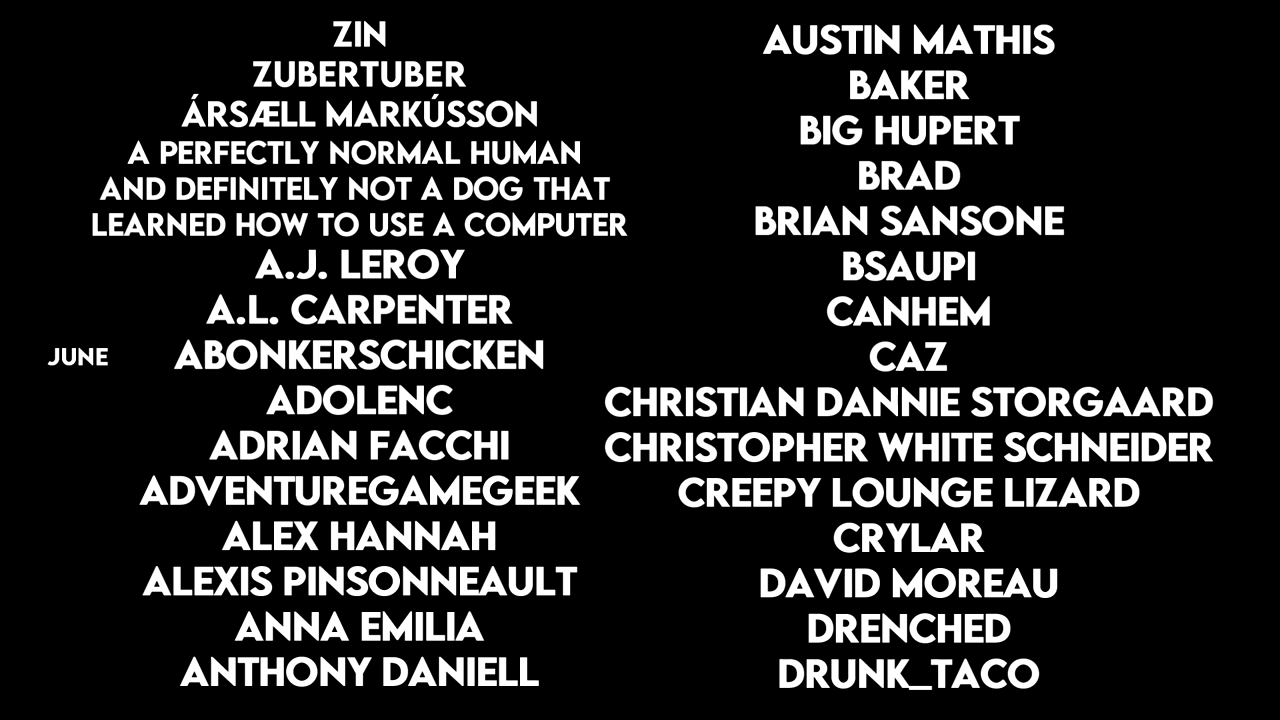 ZIN
ZUBERTUBER
ÁRSÆLL MARKÚSSON
A PERFECTLY NORMAL HUMAN
AND DEFINITELY NOT A DOG THAT
LEARNED HOW TO USE A COMPUTER
A.J. LEROY
A.L. CARPENTER
JUNE
ABONKERSCHICKEN
ADOLENC
ADRIAN FACCHI
ADVENTUREGAMEGEEK
ALEX HANNAH
ALEXIS PINSONNEAULT
ANNA EMILIA
ANTHONY DANIELL
AUSTIN MATHIS
BAKER
BIG HUPERT
BRAD
BRIAN SANSONE
BSAUPI
CANHEM
CAZ
CHRISTIAN DANNIE STORGAARD
CHRISTOPHER WHITE SCHNEIDER
CREEPY LOUNGE LIZARD
CRYLAR
DAVID MOREAU
DRENCHED
DRUNK_TACO